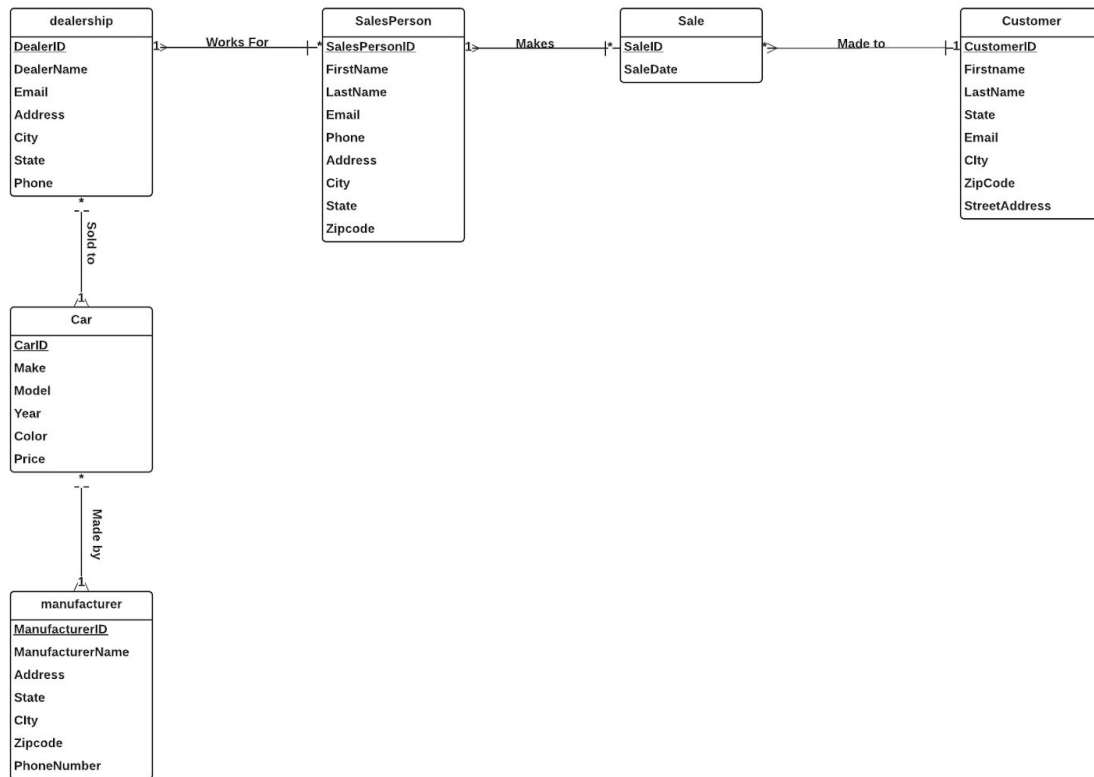 dealership
DealerID
DealerName
Email
Address
City
State
Phone
1
Works For
*
SalesPerson
SalesPersonID
FirstName
LastName
Email
Phone
Address
City
State
Zipcode
1
Makes
*
Sale
SaleID
SaleDate
*
Made to
1
Customer
CustomerID
Firstname
LastName
State
Email
CIty
ZipCode
StreetAddress
*
Sold to
1
Car
CarID
Make
Model
Year
Color
Price
*
Made by
1
manufacturer
ManufacturerID
ManufacturerName
Address
State
CIty
Zipcode
PhoneNumber